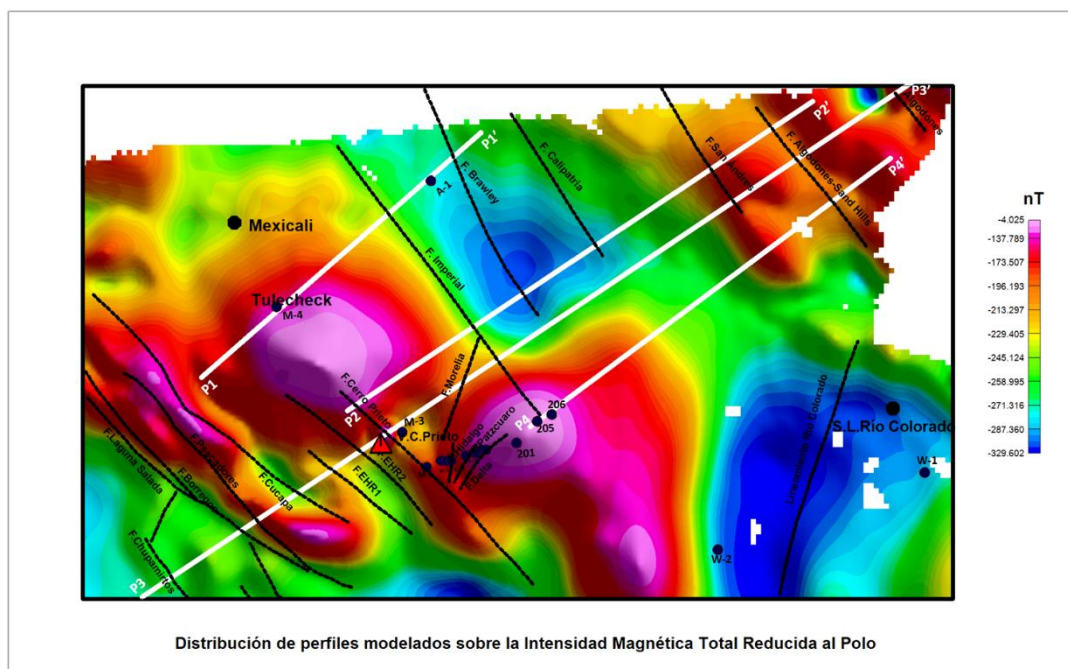 P3'
P2'
Algodones
P1'
P4'
F. Brawley
F. Calipatria
F.San Andres
F. Algodones-Sand Hills
A-1
Mexicali
F. Imperial
Tulecheck
M-4
P1
P2
F.Cerro Prieto
F.Morelia
P4
206
205
201
M-3
V.C.Prieto
F.Hidalgo
F.Patzcuaro
F.Delta
F.EHR2
F.EHR1
F.Cucapa
F.Pescadores
F.Borrego
F.Laguna Salada
F.Chupamirtos
P3
Lineamiento Rio Colorado
S.L.Río Colorado
W-1
W-2
nT
-4.025
-137.789
-173.507
-196.193
-213.297
-229.405
-245.124
-258.995
-271.315
-287.360
-329.602
Distribución de perfiles modelados sobre la Intensidad Magnética Total Reducida al Polo